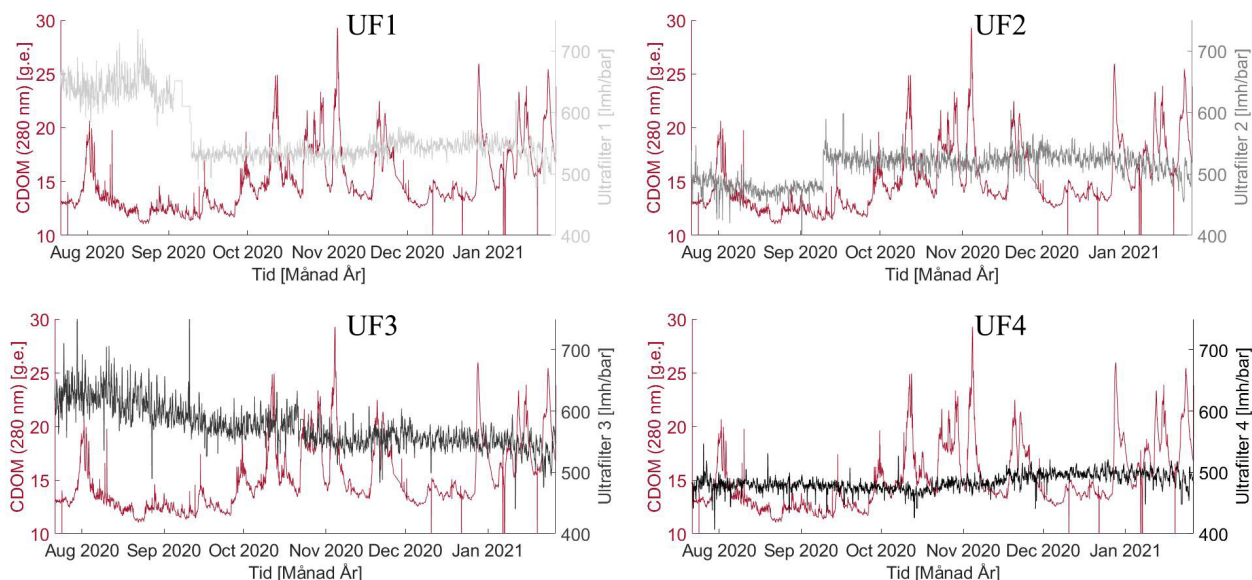 UF1
30
25
20
15
10
CDOM (280 nm) [g.e.]
700
600
500
400
Ultrafilter 1 [lmh/bar]
Aug 2020 Sep 2020 Oct 2020 Nov 2020 Dec 2020 Jan 2021
Tid [Månad År]
UF2
30
25
20
15
10
CDOM (280 nm) [g.e.]
700
600
500
400
Ultrafilter 2 [lmh/bar]
Aug 2020 Sep 2020 Oct 2020 Nov 2020 Dec 2020 Jan 2021
Tid [Månad År]
UF3
30
25
20
15
10
CDOM (280 nm) [g.e.]
700
600
500
400
Ultrafilter 3 [lmh/bar]
Aug 2020 Sep 2020 Oct 2020 Nov 2020 Dec 2020 Jan 2021
Tid [Månad År]
UF4
30
25
20
15
10
CDOM (280 nm) [g.e.]
700
600
500
400
Ultrafilter 4 [lmh/bar]
Aug 2020 Sep 2020 Oct 2020 Nov 2020 Dec 2020 Jan 2021
Tid [Månad År]